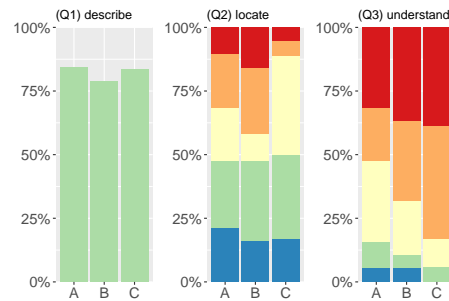 (Q1) describe
100%
75%
50%
25%
0%
A B C
(Q2) locate
100%
75%
50%
25%
0%
A B C
(Q3) understand
100%
75%
50%
25%
0%
A B C